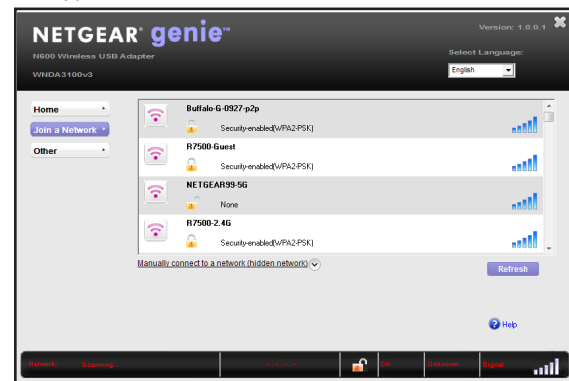 NETGEAR® genie™
Version: 1.0.0.1
N600 Wireless USB Adapter
Select Language:
WNDA3100v3
English
Home
Join a Network
Other
Buffalo-G-0927-p2p
Security-enabled(WPA2-PSK)
R7500-Guest
Security-enabled(WPA2-PSK)
NETGEAR99-5G
None
R7500-2.4G
Security-enabled(WPA2-PSK)
Manually connect to a network (hidden network)
Refresh
Help
Network: Scanning... -.-.-.- Ch: Unknown Signal